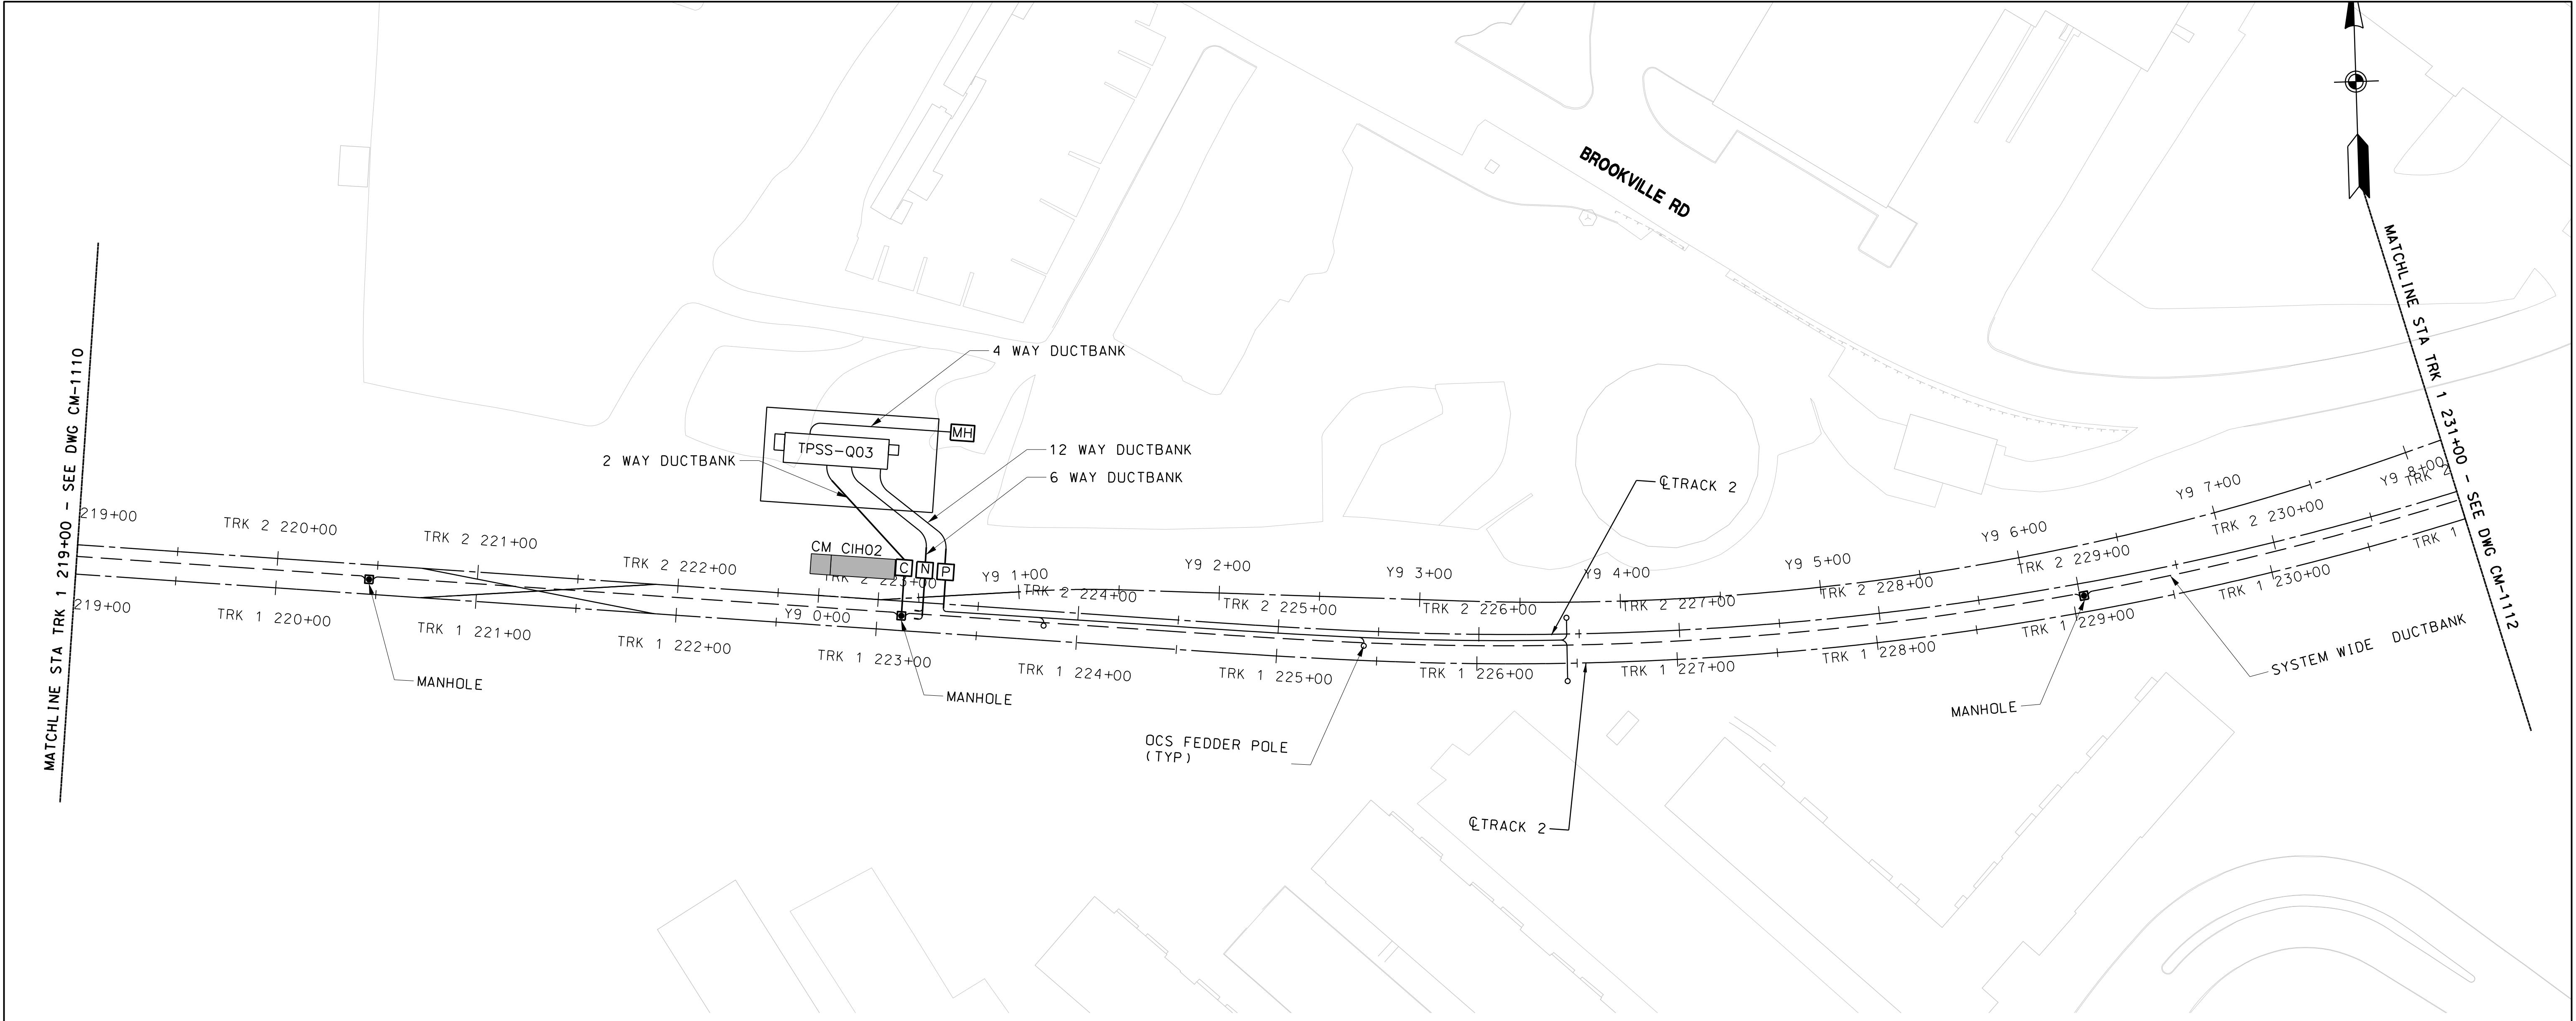 BROOKVILLE RD
MATCHLINE STA TRK 1 219+00 - SEE DWG CM-1110
MATCHLINE STA TRK 1 231+00 - SEE DWG CM-1112
4 WAY DUCTBANK
MH
TPSS-Q03
2 WAY DUCTBANK
12 WAY DUCTBANK
6 WAY DUCTBANK
CM CIH02
C
N
P
℄ TRACK 2
219+00
TRK 2 220+00
TRK 2 221+00
TRK 2 222+00
TRK 2 223+00
TRK 2 224+00
TRK 2 225+00
TRK 2 226+00
TRK 2 227+00
TRK 2 228+00
TRK 2 229+00
TRK 2 230+00
TRK 2
Y9 0+00
Y9 1+00
Y9 2+00
Y9 3+00
Y9 4+00
Y9 5+00
Y9 6+00
Y9 7+00
Y9 8+00
219+00
TRK 1 220+00
TRK 1 221+00
TRK 1 222+00
TRK 1 223+00
TRK 1 224+00
TRK 1 225+00
TRK 1 226+00
TRK 1 227+00
TRK 1 228+00
TRK 1 229+00
TRK 1 230+00
TRK 1
MANHOLE
MANHOLE
OCS FEDDER POLE
(TYP)
℄ TRACK 2
MANHOLE
SYSTEM WIDE DUCTBANK